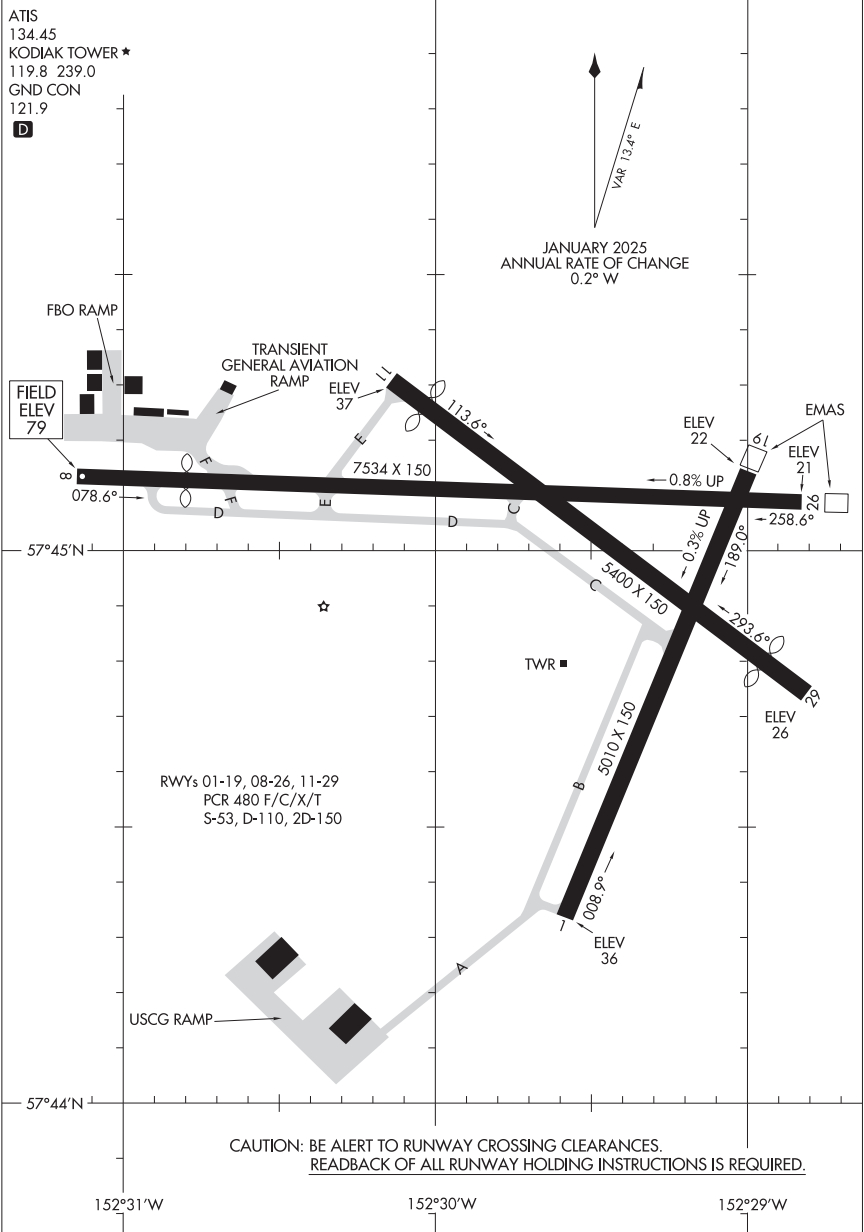 ATIS
134.45
KODIAK TOWER ★
119.8 239.0
GND CON
121.9
D
VAR 13.4° E
JANUARY 2025
ANNUAL RATE OF CHANGE
0.2° W
FBO RAMP
TRANSIENT
GENERAL AVIATION
RAMP
FIELD
ELEV
79
ELEV
37
11
113.6°
ELEV
22
19
EMAS
ELEV
21
8
078.6°
7534 X 150
0.8% UP
26
258.6°
F
F
E
E
D
D
C
C
0.3% UP
189.0°
57°45'N
5400 X 150
293.6°
TWR
29
ELEV
26
5010 X 150
B
RWYs 01-19, 08-26, 11-29
PCR 480 F/C/X/T
S-53, D-110, 2D-150
008.9°
1
ELEV
36
A
USCG RAMP
57°44'N
CAUTION: BE ALERT TO RUNWAY CROSSING CLEARANCES.
READBACK OF ALL RUNWAY HOLDING INSTRUCTIONS IS REQUIRED.
152°31'W
152°30'W
152°29'W